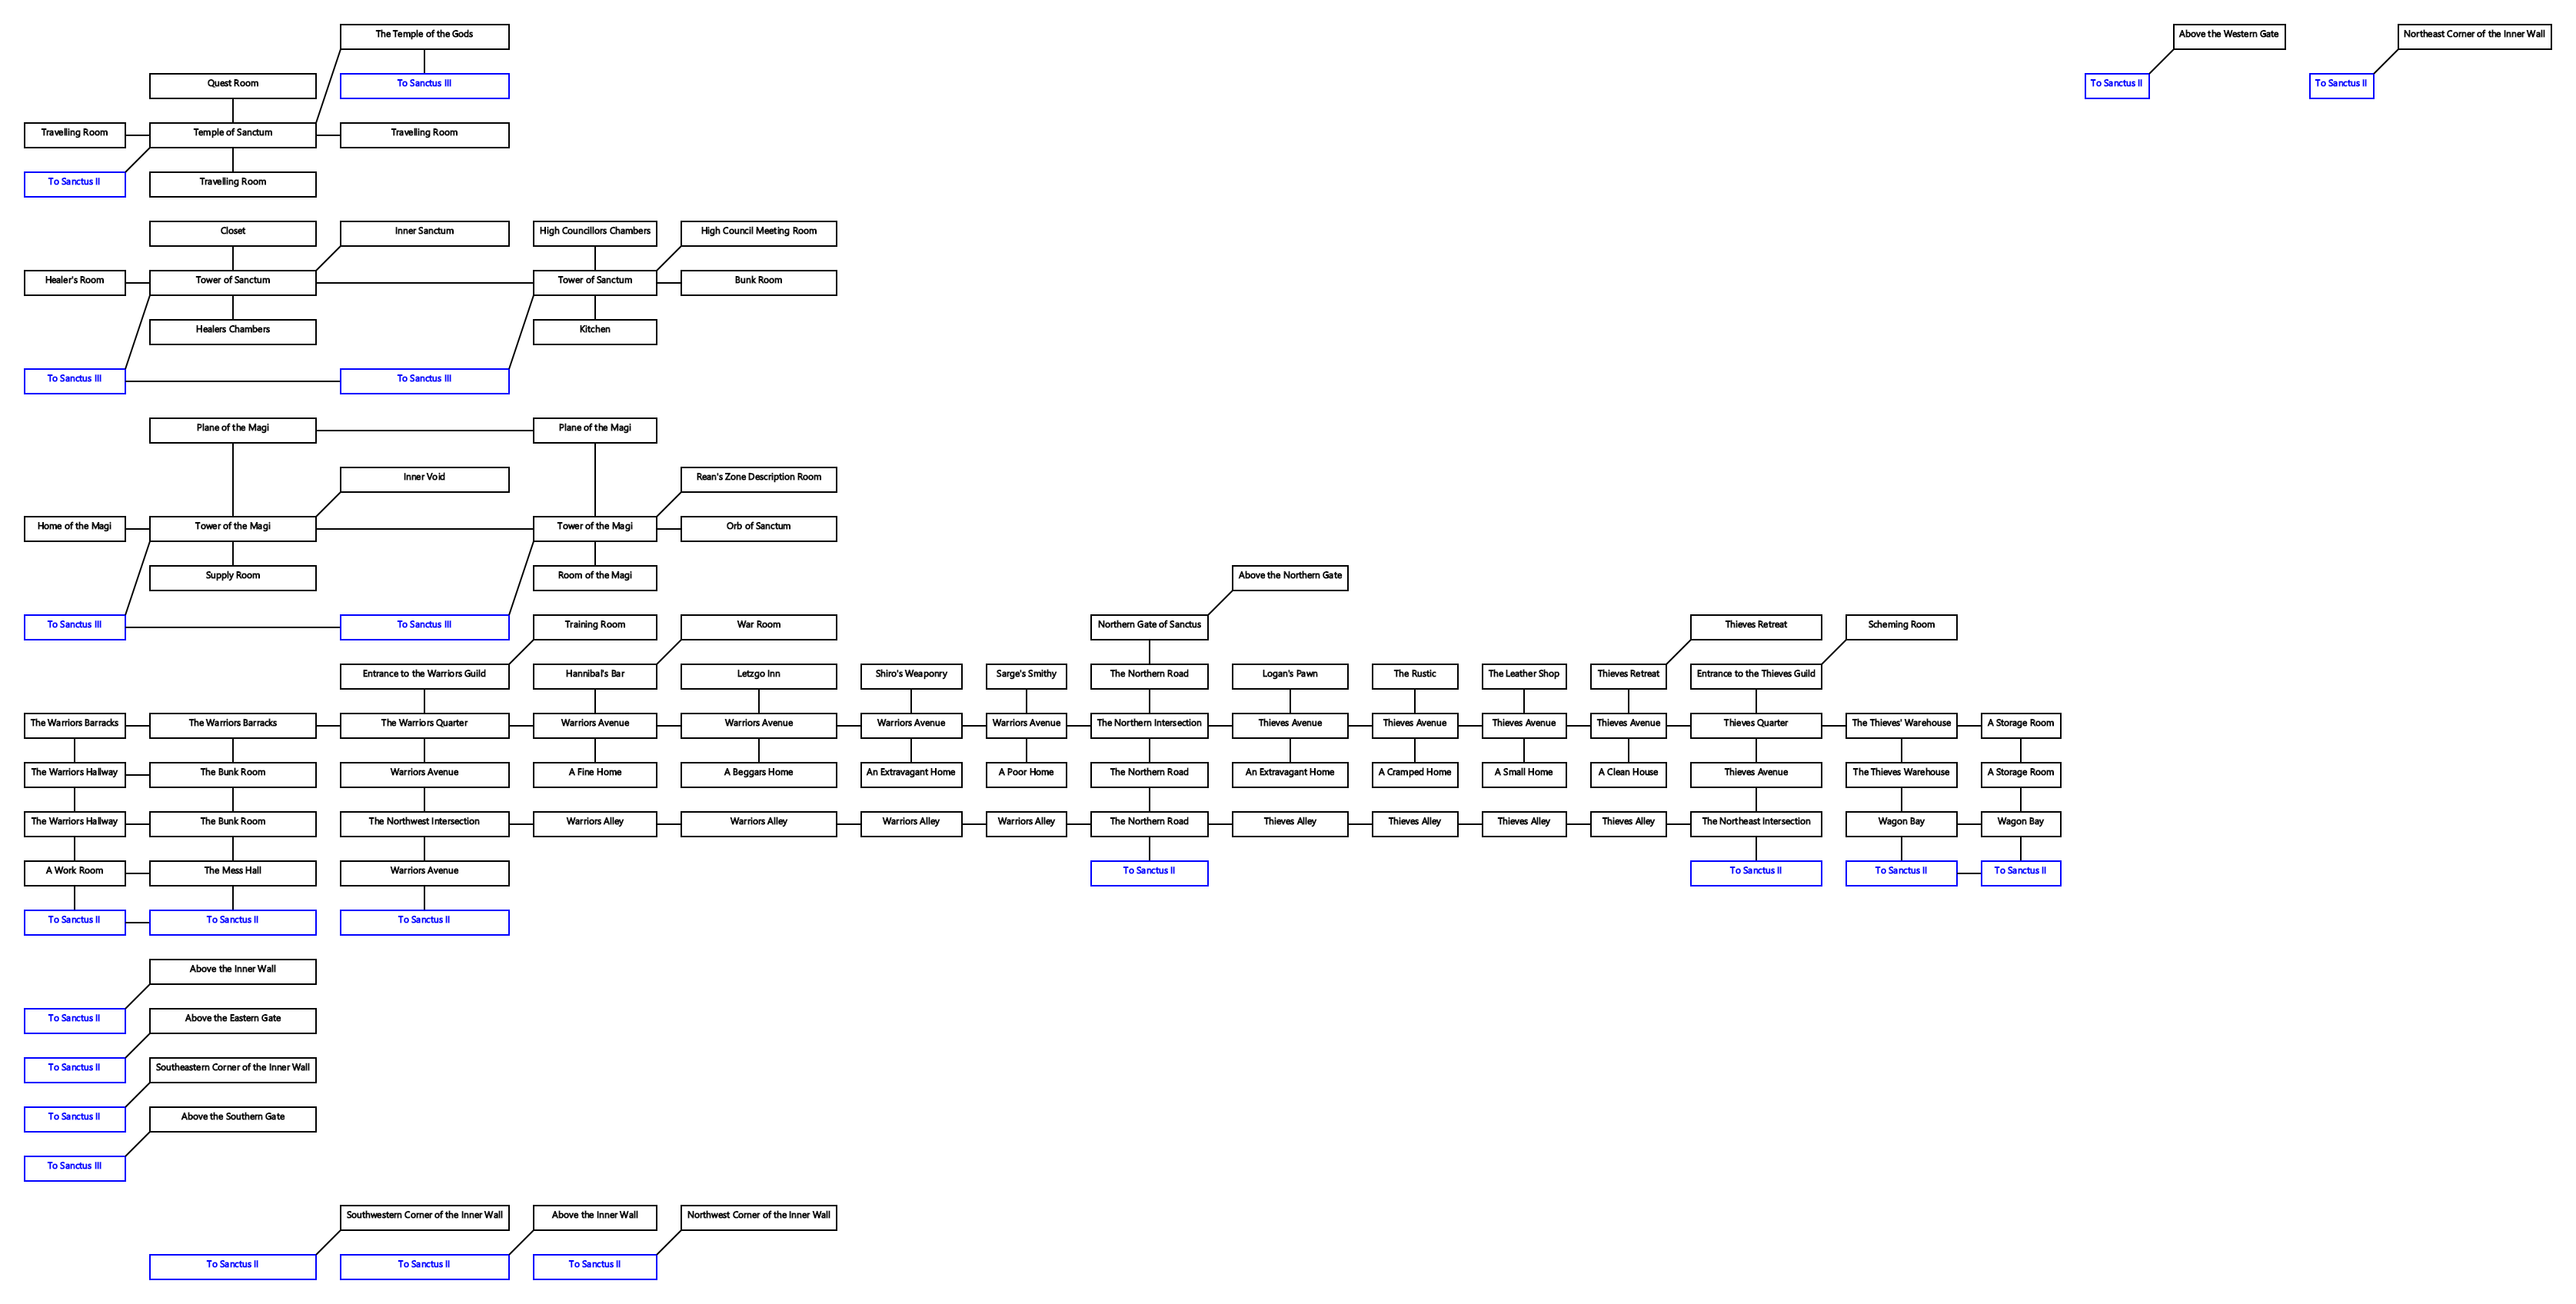 The Temple of the Gods
Above the Western Gate
Northeast Corner of the Inner Wall
Quest Room
To Sanctus III
To Sanctus II
To Sanctus II
Travelling Room
Temple of Sanctum
Travelling Room
To Sanctus II
Travelling Room
Closet
Inner Sanctum
High Councillors Chambers
High Council Meeting Room
Healer's Room
Tower of Sanctum
Tower of Sanctum
Bunk Room
Healers Chambers
Kitchen
To Sanctus III
To Sanctus III
Plane of the Magi
Plane of the Magi
Inner Void
Rean's Zone Description Room
Home of the Magi
Tower of the Magi
Tower of the Magi
Orb of Sanctum
Supply Room
Room of the Magi
Above the Northern Gate
To Sanctus III
To Sanctus III
Training Room
War Room
Northern Gate of Sanctus
Thieves Retreat
Scheming Room
Entrance to the Warriors Guild
Hannibal's Bar
Letzgo Inn
Shiro's Weaponry
Sarge's Smithy
The Northern Road
Logan's Pawn
The Rustic
The Leather Shop
Thieves Retreat
Entrance to the Thieves Guild
The Warriors Barracks
The Warriors Barracks
The Warriors Quarter
Warriors Avenue
Warriors Avenue
Warriors Avenue
Warriors Avenue
The Northern Intersection
Thieves Avenue
Thieves Avenue
Thieves Avenue
Thieves Avenue
Thieves Quarter
The Thieves' Warehouse
A Storage Room
The Warriors Hallway
The Bunk Room
Warriors Avenue
A Fine Home
A Beggars Home
An Extravagant Home
A Poor Home
The Northern Road
An Extravagant Home
A Cramped Home
A Small Home
A Clean House
Thieves Avenue
The Thieves Warehouse
A Storage Room
The Warriors Hallway
The Bunk Room
The Northwest Intersection
Warriors Alley
Warriors Alley
Warriors Alley
Warriors Alley
The Northern Road
Thieves Alley
Thieves Alley
Thieves Alley
Thieves Alley
The Northeast Intersection
Wagon Bay
Wagon Bay
A Work Room
The Mess Hall
Warriors Avenue
To Sanctus II
To Sanctus II
To Sanctus II
To Sanctus II
To Sanctus II
To Sanctus II
To Sanctus II
Above the Inner Wall
To Sanctus II
Above the Eastern Gate
To Sanctus II
Southeastern Corner of the Inner Wall
To Sanctus II
Above the Southern Gate
To Sanctus III
Southwestern Corner of the Inner Wall
Above the Inner Wall
Northwest Corner of the Inner Wall
To Sanctus II
To Sanctus II
To Sanctus II